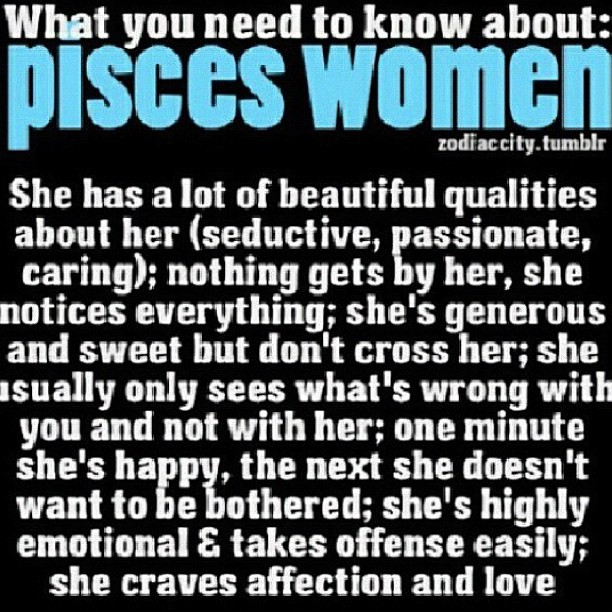 What you need to know about:
pisces women
zodiaccity.tumblr
She has a lot of beautiful qualities
about her (seductive, passionate,
caring); nothing gets by her, she
notices everything; she's generous
and sweet but don't cross her; she
usually only sees what's wrong with
you and not with her; one minute
she's happy, the next she doesn't
want to be bothered; she's highly
emotional & takes offense easily;
she craves affection and love